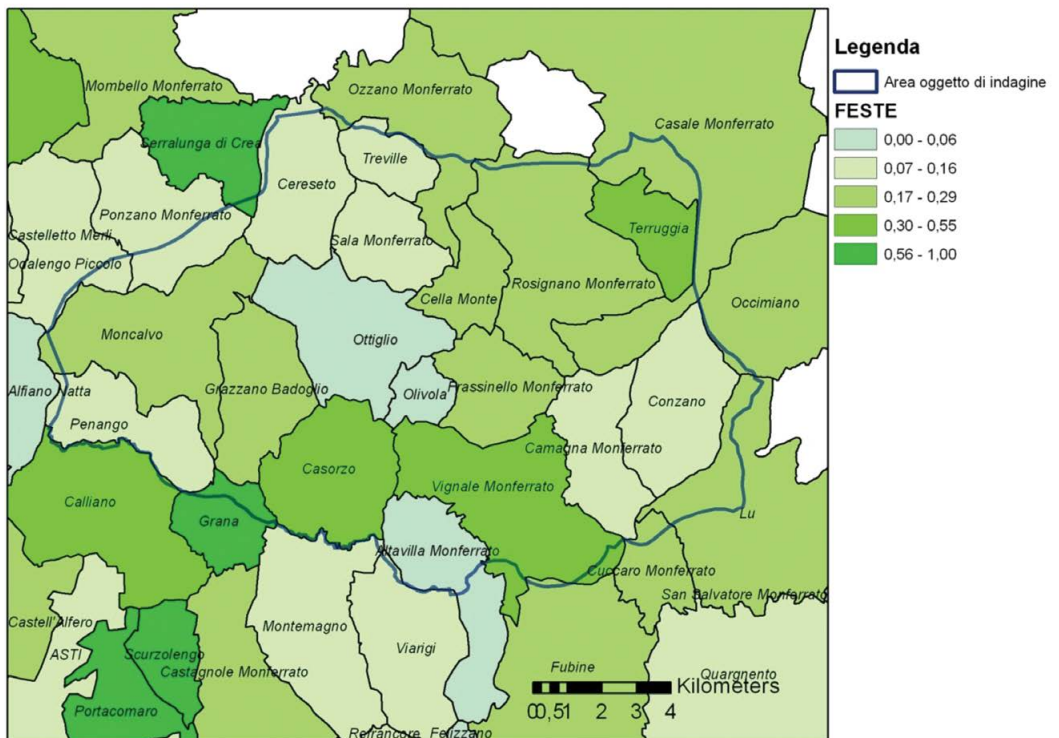 Legenda
Area oggetto di indagine
FESTE
0,00 - 0,06
0,07 - 0,16
0,17 - 0,29
0,30 - 0,55
0,56 - 1,00
Mombello Monferrato
Ozzano Monferrato
Casale Monferrato
Serralunga di Crea
Treville
Cereseto
Ponzano Monferrato
Terruggia
Castelletto Merli
Sala Monferrato
Odalengo Piccolo
Rosignano Monferrato
Cella Monte
Occimiano
Moncalvo
Ottiglio
Alfiano Natta
Grazzano Badoglio
Olivola
Frassinello Monferrato
Conzano
Penango
Camagna Monferrato
Casorzo
Vignale Monferrato
Calliano
Lu
Grana
Altavilla Monferrato
Cuccaro Monferrato
San Salvatore Monferrato
Castell'Alfero
Montemagno
Viarigi
ASTI
Scurzolengo
Castagnole Monferrato
Fubine
Quargnento
Portacomaro
Kilometers
0 0,5 1 2 3 4
Refrancore
Felizzano